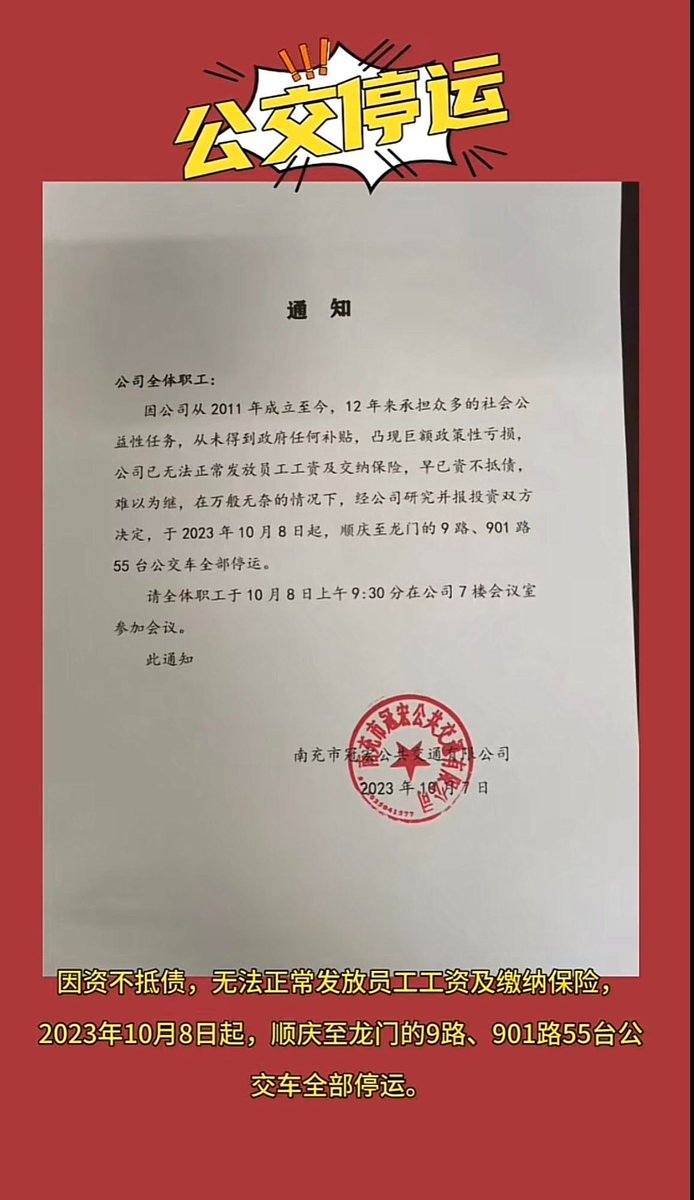 公交停运
通 知
公司全体职工：
因公司从 2011 年成立至今，12 年来承担众多的社会公
益性任务，从未得到政府任何补贴，凸现巨额政策性亏损，
公司已无法正常发放员工工资及交纳保险，早已资不抵债，
难以为继，在万般无奈的情况下，经公司研究并报投资双方
决定，于 2023 年 10 月 8 日起，顺庆至龙门的 9 路、901 路
55 台公交车全部停运。
请全体职工于 10 月 8 日上午 9:30 分在公司 7 楼会议室
参加会议。
此通知
南充市冠宏公共交通有限公司
南充市冠宏公共交通有限公司
2023 年 10 月 7 日
因资不抵债，无法正常发放员工工资及缴纳保险，
2023年10月8日起，顺庆至龙门的9路、901路55台公
交车全部停运。